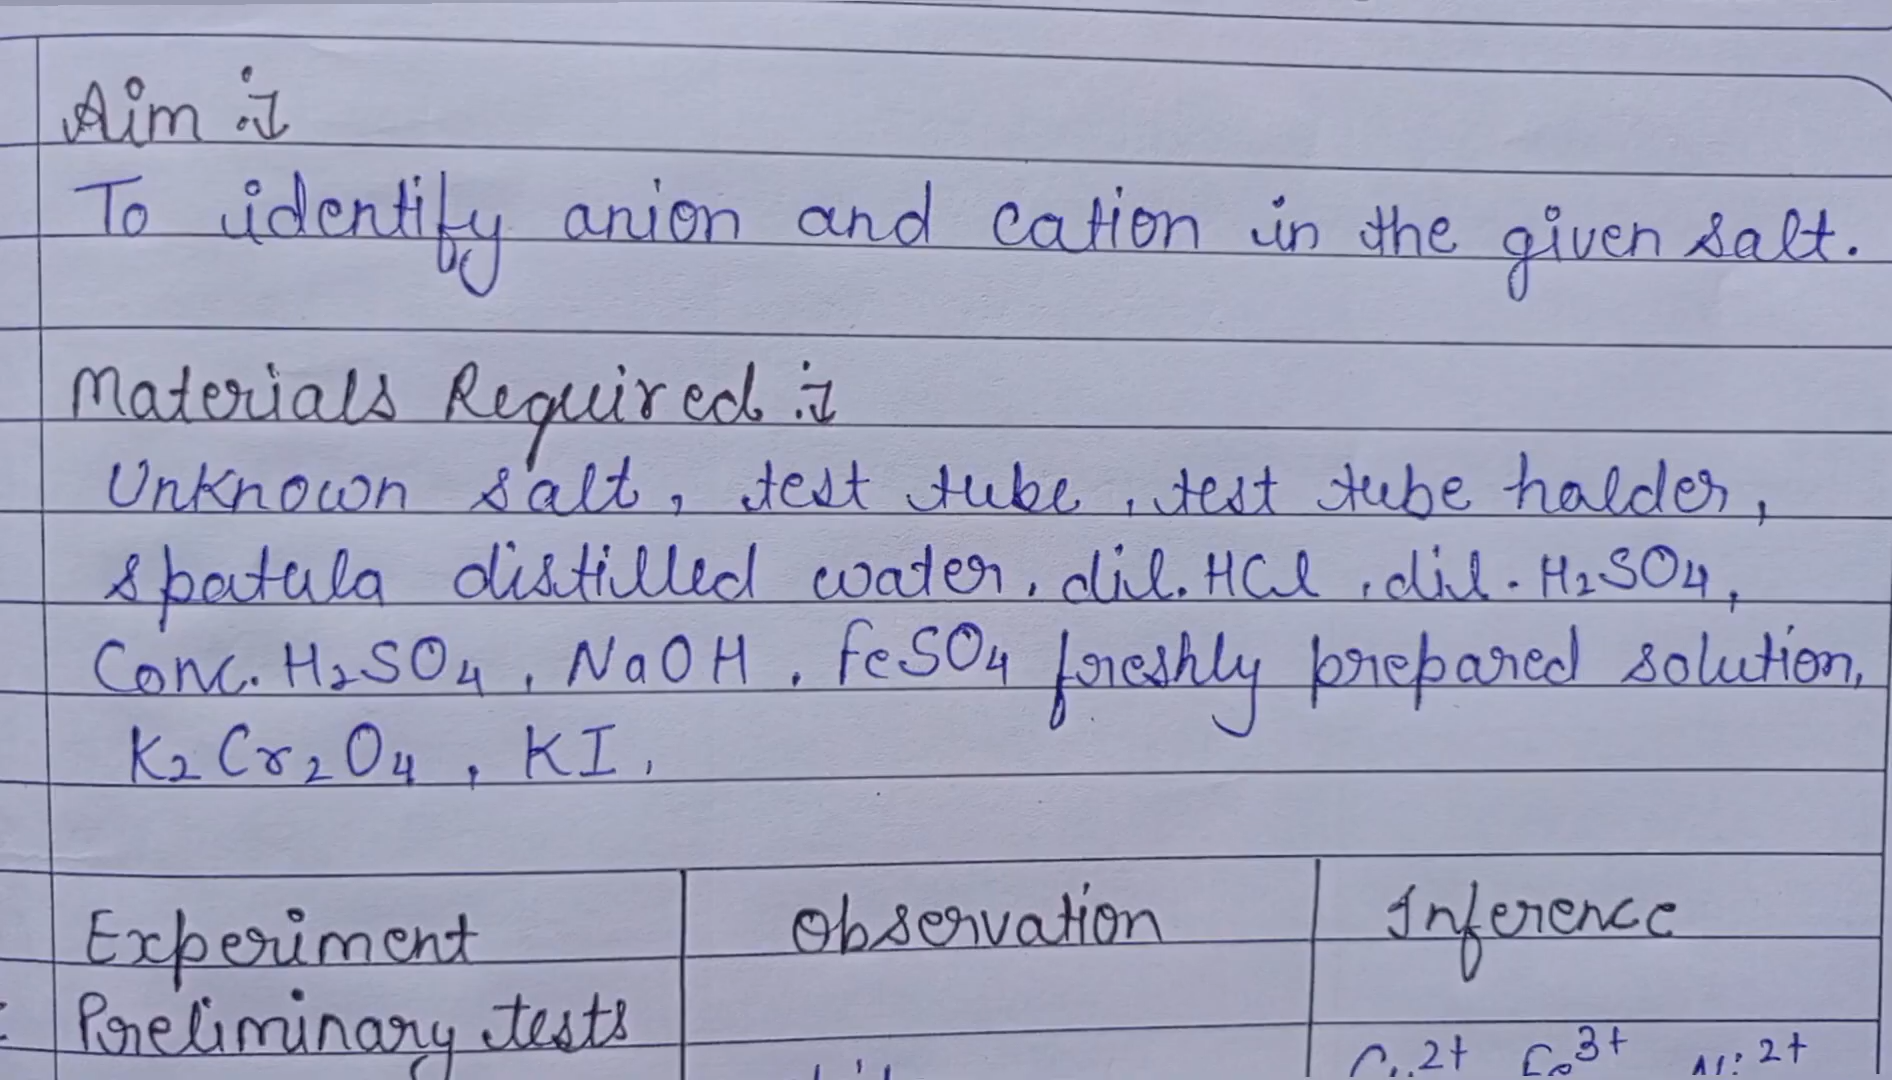 Aim :-
To identify anion and cation in the given salt.
Materials Required :-
Unknown salt, test tube, test tube halder,
spatula distilled water, dil. HCl, dil. H₂SO₄,
Conc. H₂SO₄, NaOH, FeSO₄ freshly prepared solution,
K₂Cr₂O₄, KI,
Experiment Observation Inference
Preliminary tests
Fe³⁺ Ni²⁺